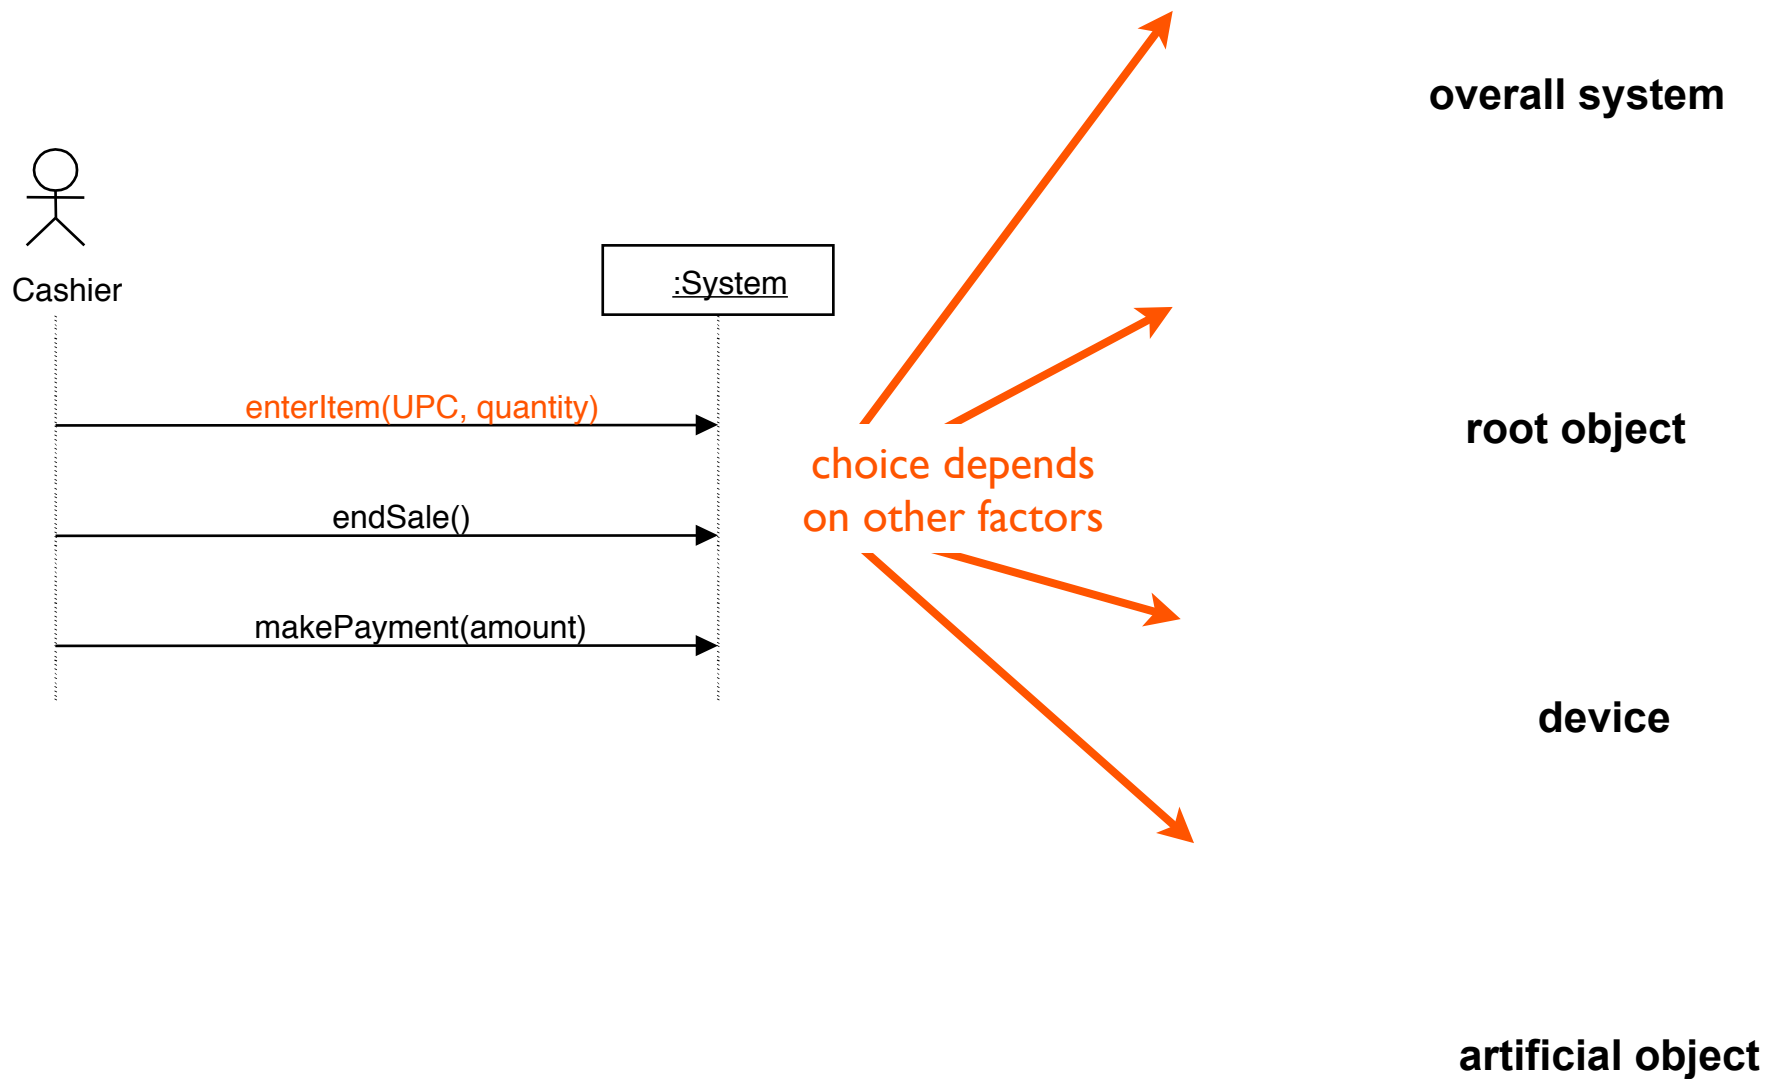 overall system
Cashier
:System
enterItem(UPC, quantity)
root object
choice depends
on other factors
endSale()
makePayment(amount)
device
artificial object